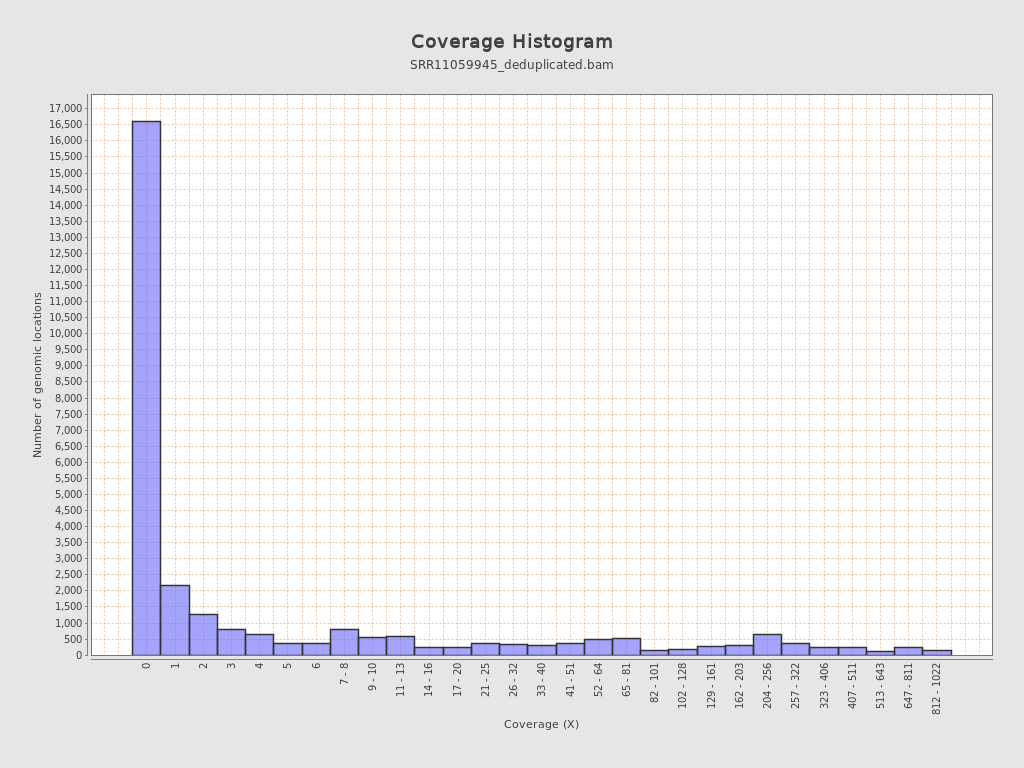 Coverage Histogram
SRR11059945_deduplicated.bam
Number of genomic locations
17,000
16,500
16,000
15,500
15,000
14,500
14,000
13,500
13,000
12,500
12,000
11,500
11,000
10,500
10,000
9,500
9,000
8,500
8,000
7,500
7,000
6,500
6,000
5,500
5,000
4,500
4,000
3,500
3,000
2,500
2,000
1,500
1,000
500
0
0
1
2
3
4
5
6
7 - 8
9 - 10
11 - 13
14 - 16
17 - 20
21 - 25
26 - 32
33 - 40
41 - 51
52 - 64
65 - 81
82 - 101
102 - 128
129 - 161
162 - 203
204 - 256
257 - 322
323 - 406
407 - 511
513 - 643
647 - 811
812 - 1022
Coverage (X)